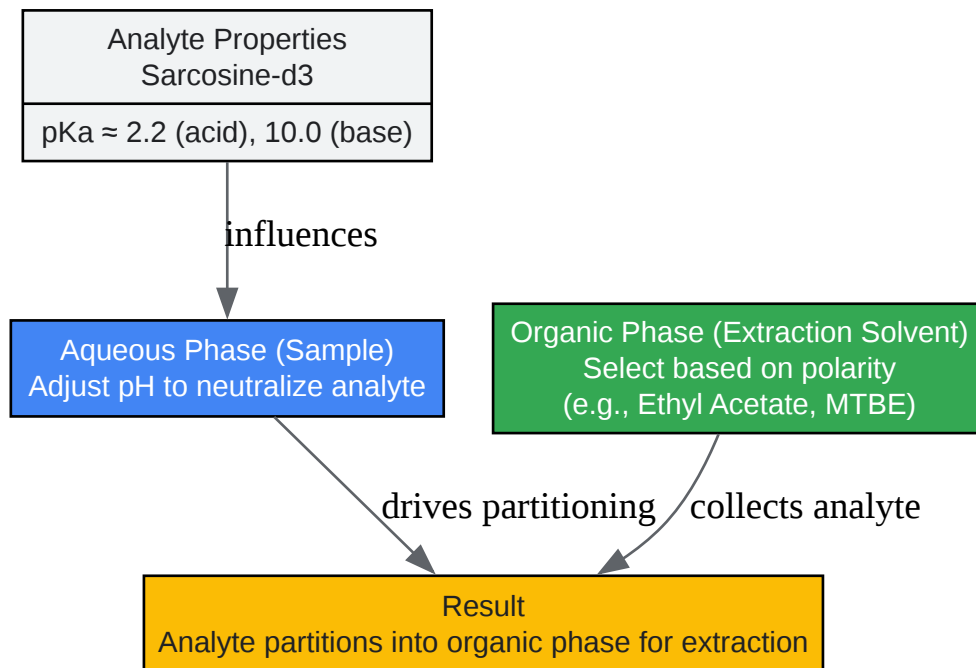 Analyte Properties
Sarcosine-d3
pKa ≈ 2.2 (acid), 10.0 (base)
influences
Aqueous Phase (Sample)
Adjust pH to neutralize analyte
Organic Phase (Extraction Solvent)
Select based on polarity
(e.g., Ethyl Acetate, MTBE)
drives partitioning
collects analyte
Result
Analyte partitions into organic phase for extraction